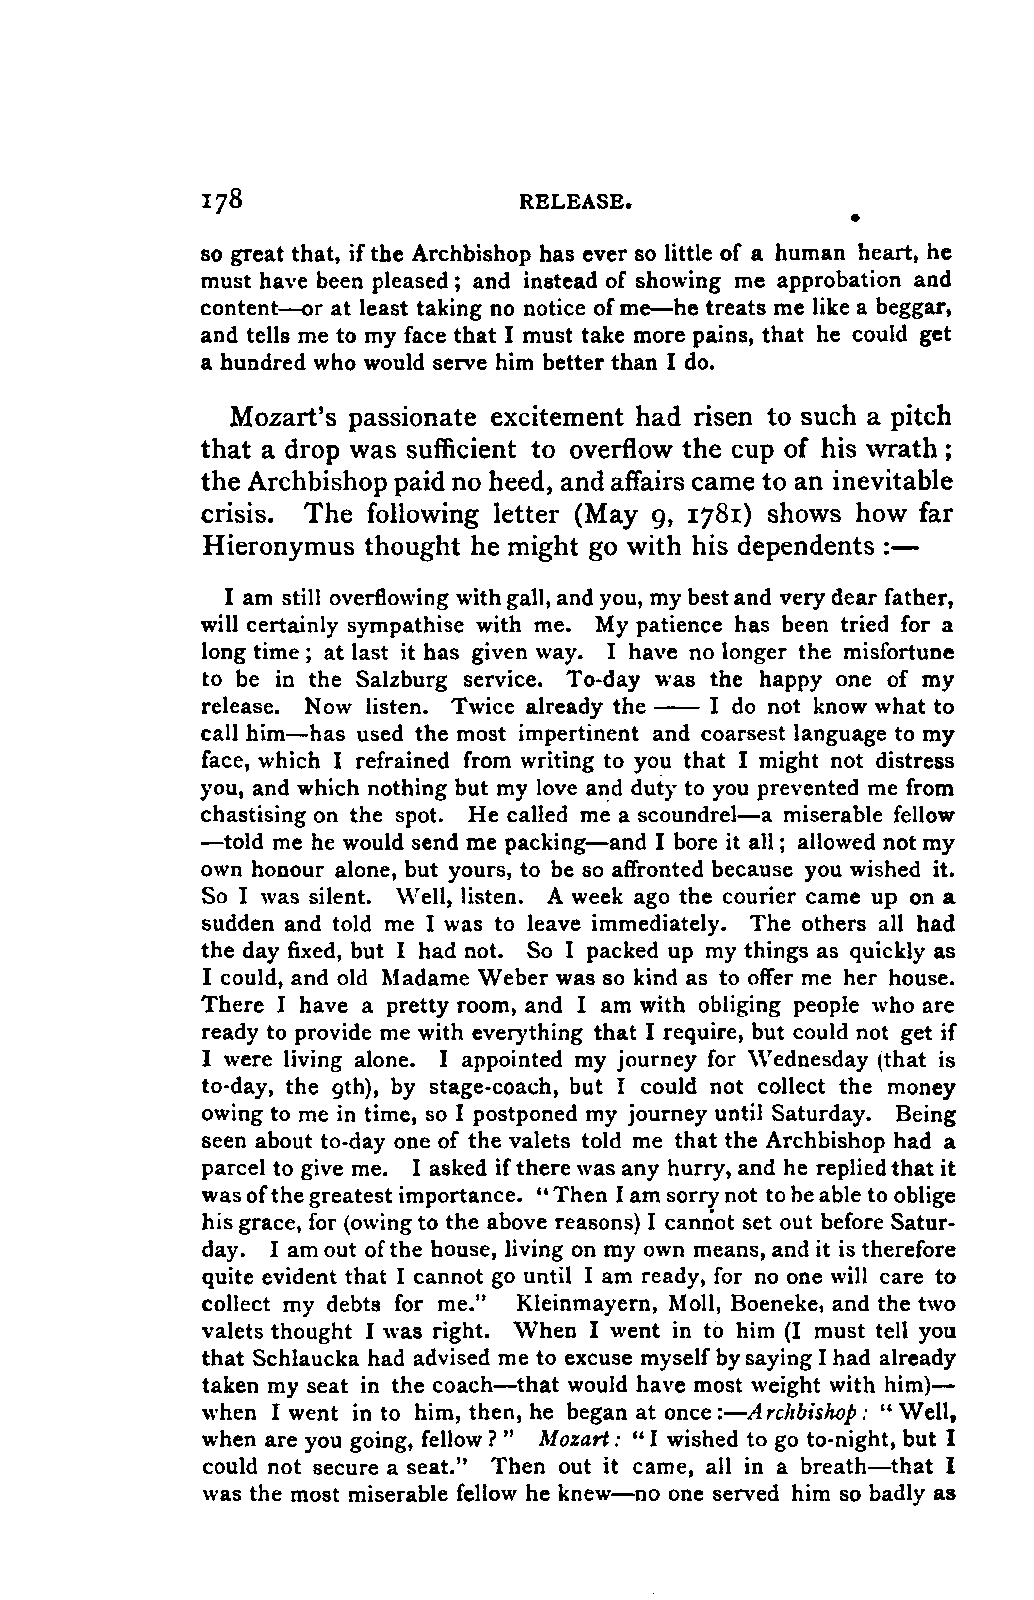 178 RELEASE.
so great that, if the Archbishop has ever so little of a human heart, he
must have been pleased; and instead of showing me approbation and
content—or at least taking no notice of me—he treats me like a beggar,
and tells me to my face that I must take more pains, that he could get
a hundred who would serve him better than I do.
Mozart's passionate excitement had risen to such a pitch
that a drop was sufficient to overflow the cup of his wrath;
the Archbishop paid no heed, and affairs came to an inevitable
crisis. The following letter (May 9, 1781) shows how far
Hieronymus thought he might go with his dependents:—
I am still overflowing with gall, and you, my best and very dear father,
will certainly sympathise with me. My patience has been tried for a
long time; at last it has given way. I have no longer the misfortune
to be in the Salzburg service. To-day was the happy one of my
release. Now listen. Twice already the —— I do not know what to
call him—has used the most impertinent and coarsest language to my
face, which I refrained from writing to you that I might not distress
you, and which nothing but my love and duty to you prevented me from
chastising on the spot. He called me a scoundrel—a miserable fellow
—told me he would send me packing—and I bore it all; allowed not my
own honour alone, but yours, to be so affronted because you wished it.
So I was silent. Well, listen. A week ago the courier came up on a
sudden and told me I was to leave immediately. The others all had
the day fixed, but I had not. So I packed up my things as quickly as
I could, and old Madame Weber was so kind as to offer me her house.
There I have a pretty room, and I am with obliging people who are
ready to provide me with everything that I require, but could not get if
I were living alone. I appointed my journey for Wednesday (that is
to-day, the 9th), by stage-coach, but I could not collect the money
owing to me in time, so I postponed my journey until Saturday. Being
seen about to-day one of the valets told me that the Archbishop had a
parcel to give me. I asked if there was any hurry, and he replied that it
was of the greatest importance. "Then I am sorry not to be able to oblige
his grace, for (owing to the above reasons) I cannot set out before Satur-
day. I am out of the house, living on my own means, and it is therefore
quite evident that I cannot go until I am ready, for no one will care to
collect my debts for me." Kleinmayern, Moll, Boeneke, and the two
valets thought I was right. When I went in to him (I must tell you
that Schlaucka had advised me to excuse myself by saying I had already
taken my seat in the coach—that would have most weight with him)—
when I went in to him, then, he began at once:—Archbishop: "Well,
when are you going, fellow?" Mozart: "I wished to go to-night, but I
could not secure a seat." Then out it came, all in a breath—that I
was the most miserable fellow he knew—no one served him so badly as